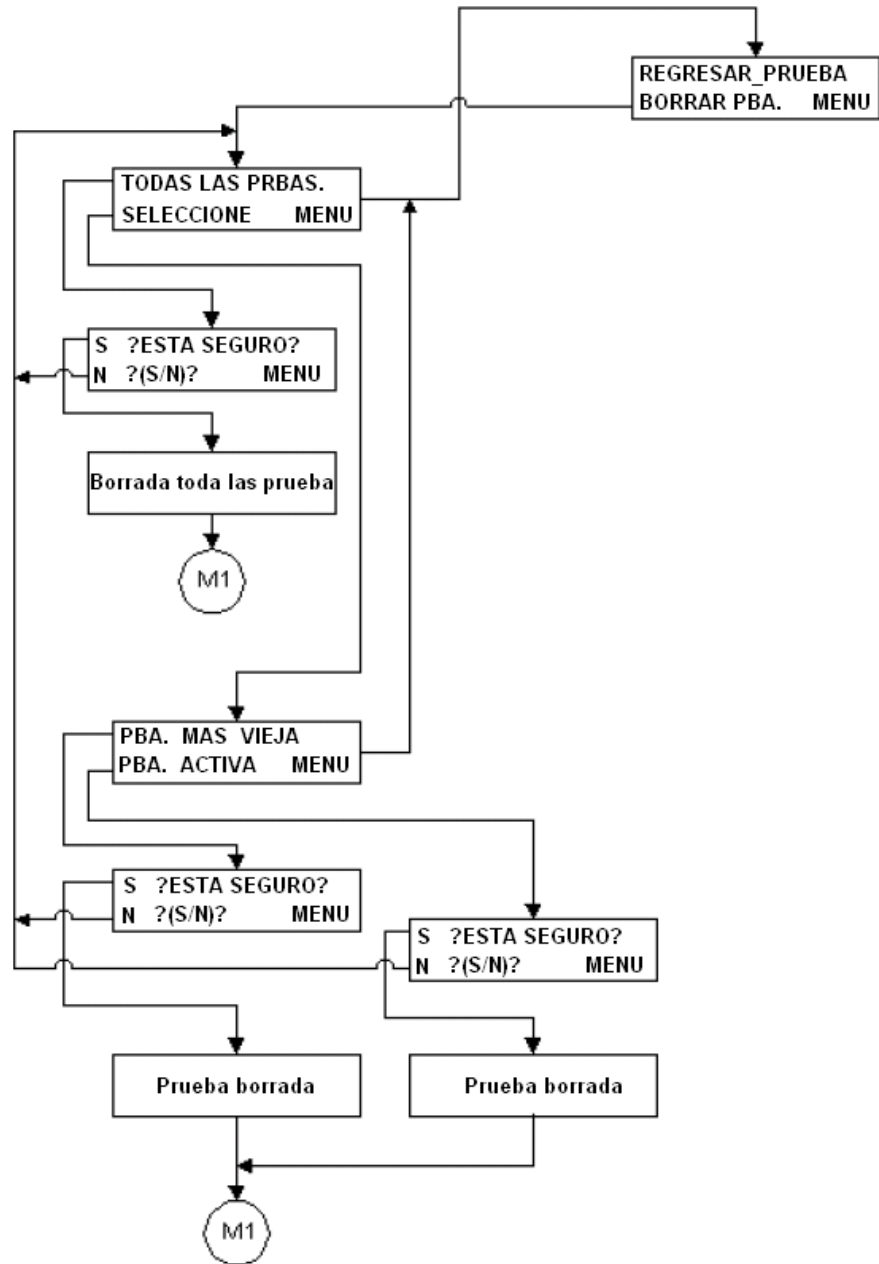 REGRESAR_PRUEBA
BORRAR PBA. MENU
TODAS LAS PRBAS.
SELECCIONE MENU
S ?ESTA SEGURO?
N ?(S/N)? MENU
Borrada toda las prueba
M1
PBA. MAS VIEJA
PBA. ACTIVA MENU
S ?ESTA SEGURO?
N ?(S/N)? MENU
S ?ESTA SEGURO?
N ?(S/N)? MENU
Prueba borrada
Prueba borrada
M1